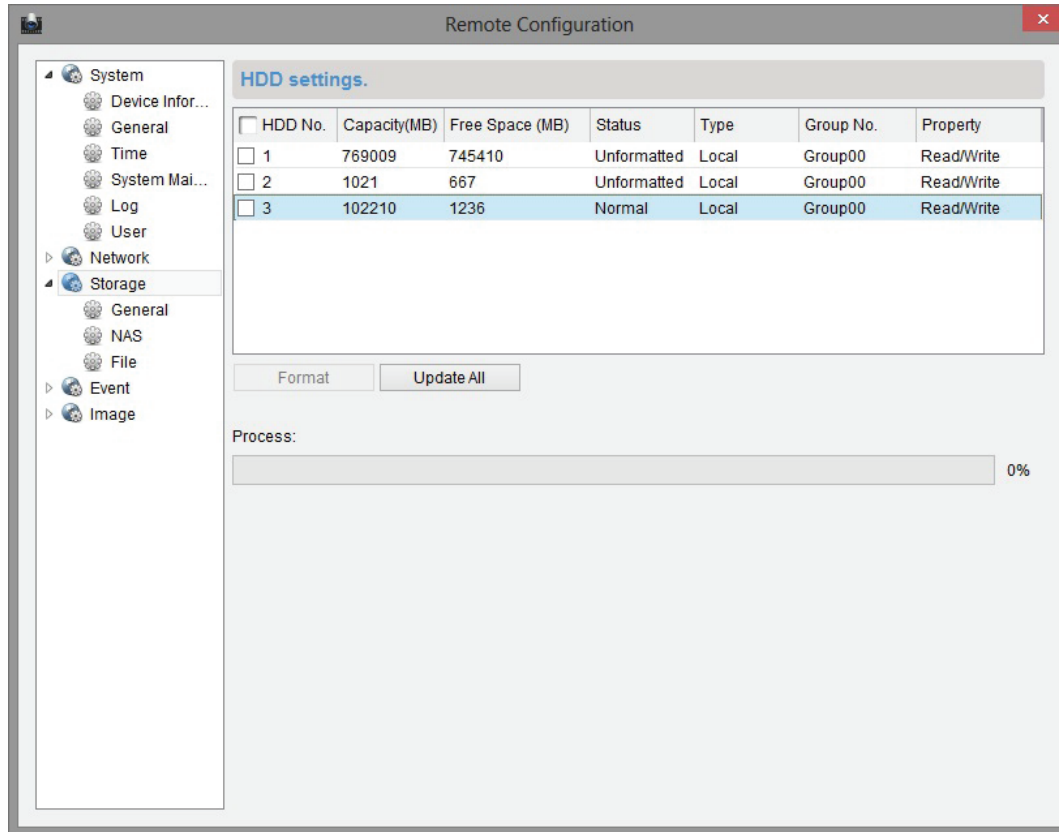 Remote Configuration
System
Device Infor...
General
Time
System Mai...
Log
User
Network
Storage
General
NAS
File
Event
Image
HDD settings.
HDD No. Capacity(MB) Free Space (MB) Status Type Group No. Property
1 769009 745410 Unformatted Local Group00 Read/Write
2 1021 667 Unformatted Local Group00 Read/Write
3 102210 1236 Normal Local Group00 Read/Write
Format Update All
Process:
0%